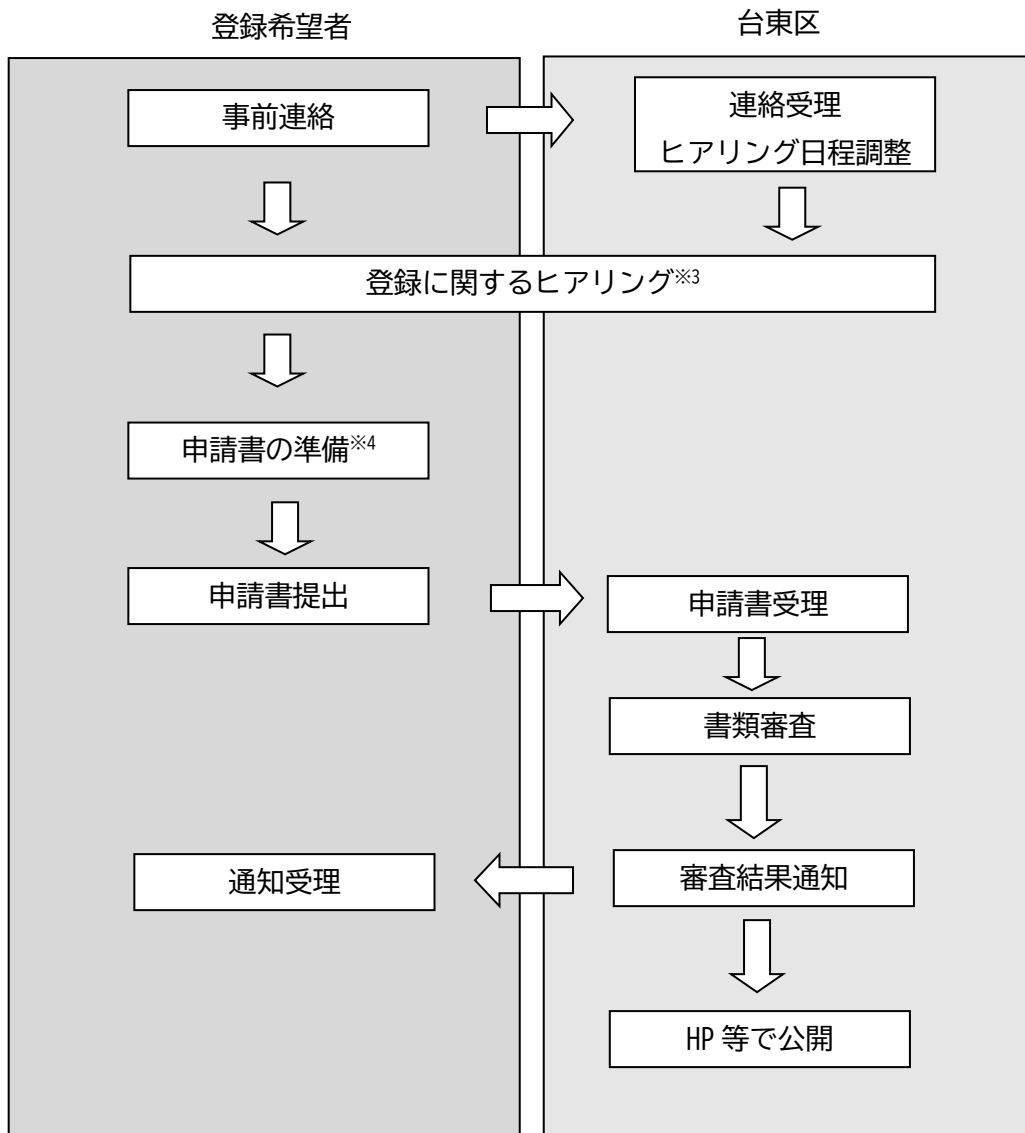 登録希望者
台東区
事前連絡
連絡受理
ヒアリング日程調整
登録に関するヒアリング※3
申請書の準備※4
申請書提出
申請書受理
書類審査
審査結果通知
通知受理
HP 等で公開